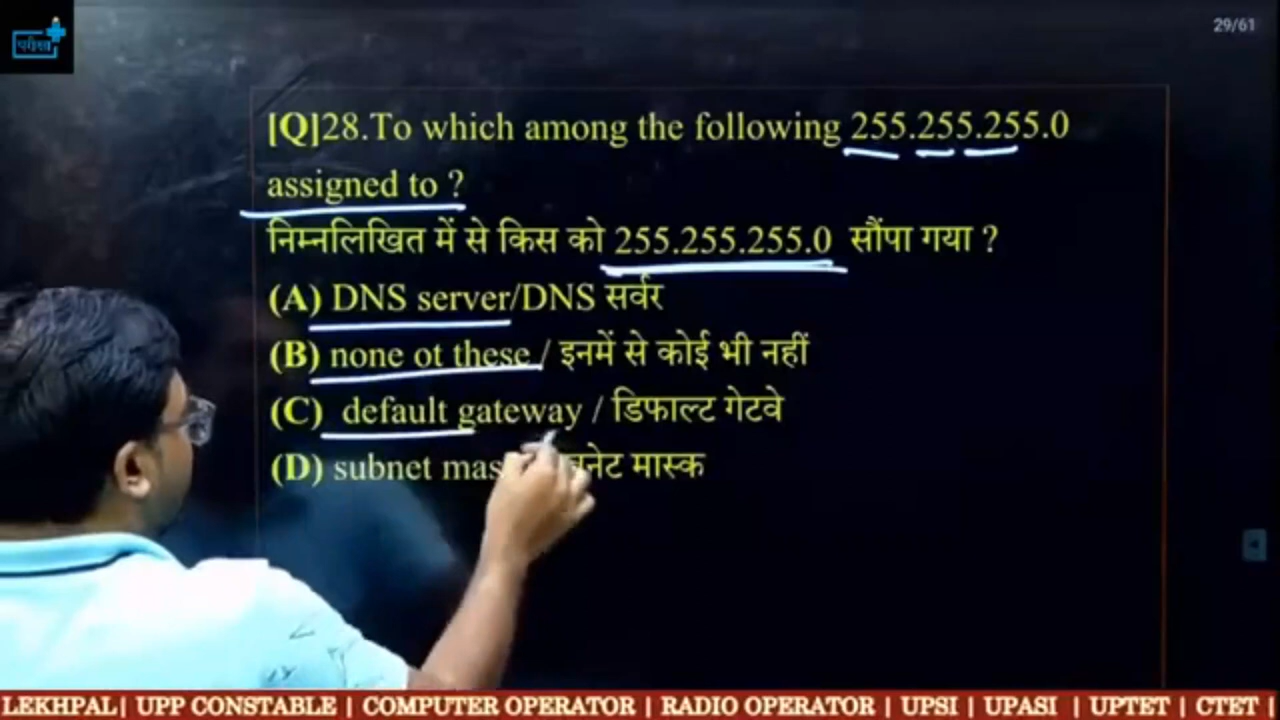 परीक्षा
29/61
[Q]28.To which among the following 255.255.255.0
assigned to ?
निम्नलिखित में से किस को 255.255.255.0 सौंपा गया ?
(A) DNS server/DNS सर्वर
(B) none ot these / इनमें से कोई भी नहीं
(C) default gateway / डिफाल्ट गेटवे
(D) subnet मास्क
LEKHPAL| UPP CONSTABLE | COMPUTER OPERATOR | RADIO OPERATOR | UPSI | UPASI | UPTET | CTET |